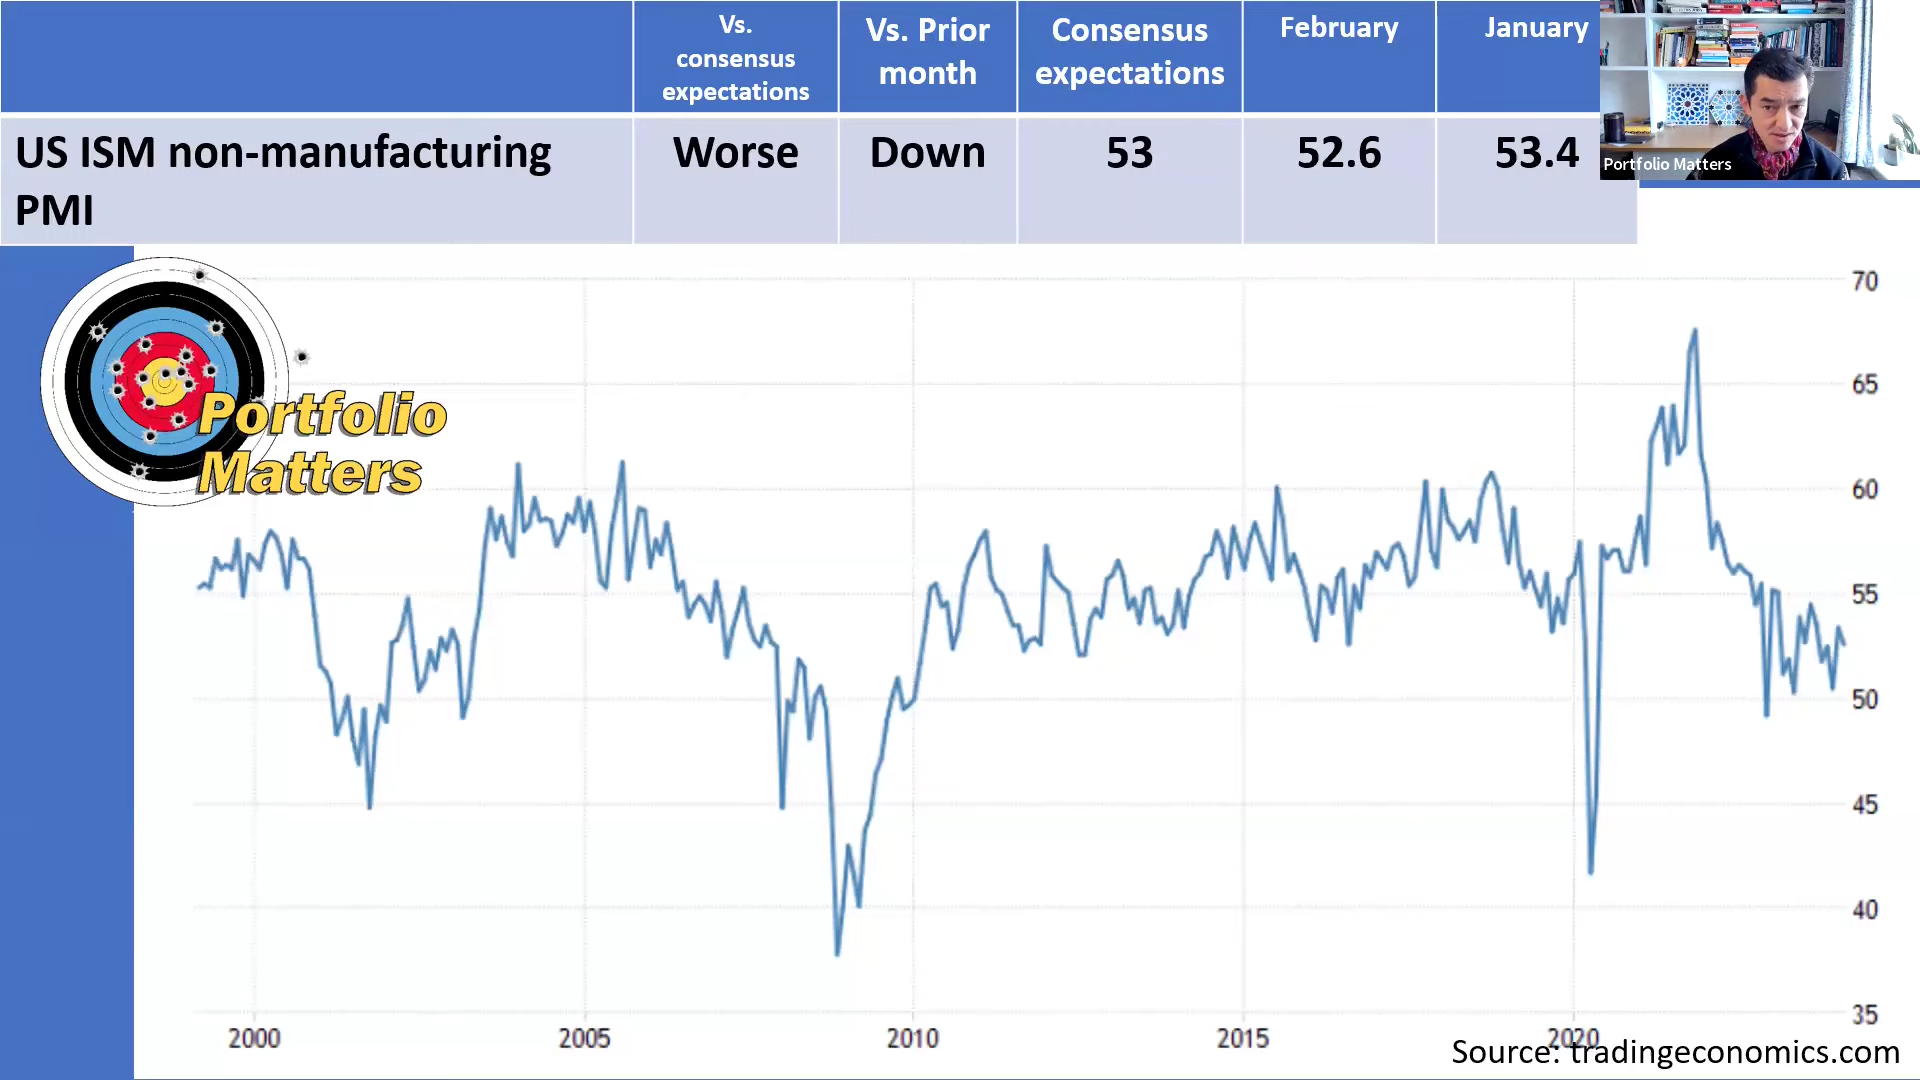 Vs.
consensus
expectations
Vs. Prior
month
Consensus
expectations
February
January
US ISM non-manufacturing
PMI
Worse
Down
53
52.6
53.4
Portfolio Matters
Portfolio
Matters
70
65
60
55
50
45
40
35
2000
2005
2010
2015
2020
Source: tradingeconomics.com